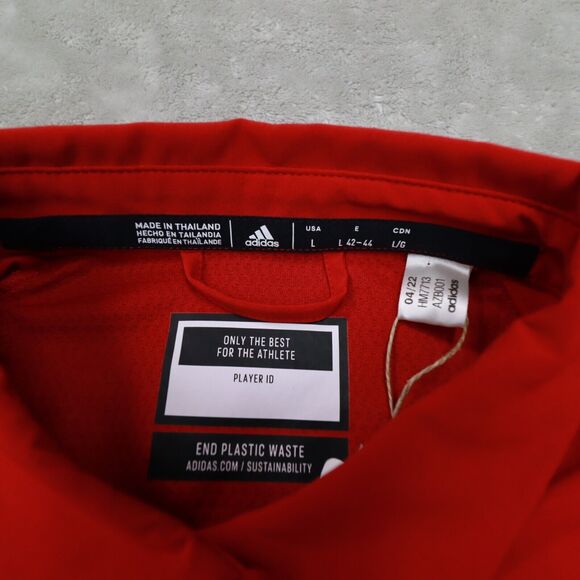 MADE IN THAILAND
HECHO EN TAILANDIA
FABRIQUÉ EN THAÏLANDE
adidas
USA E CDN
L L 42–44 L/G
04/22
HM7713
AZB001
adidas
ONLY THE BEST
FOR THE ATHLETE
PLAYER ID
END PLASTIC WASTE
ADIDAS.COM / SUSTAINABILITY